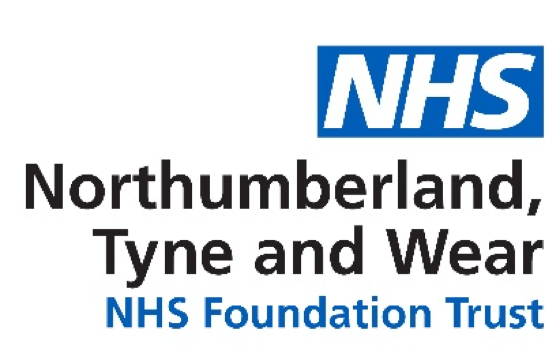 NHS
Northumberland,
Tyne and Wear
NHS Foundation Trust